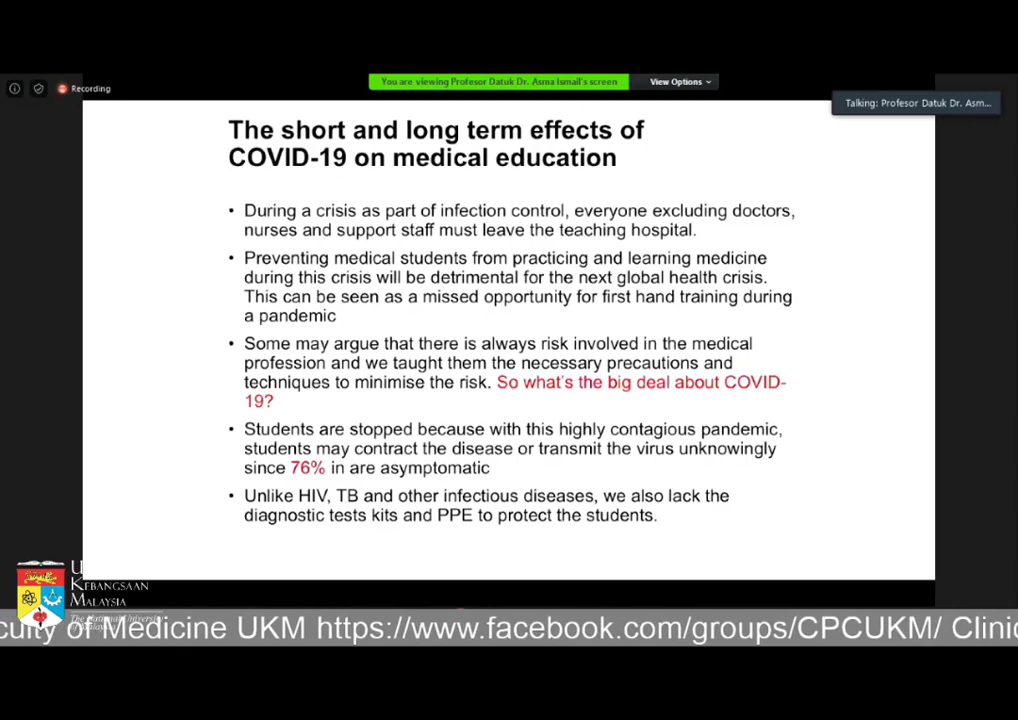 You are viewing Profesor Datuk Dr. Asma Ismail's screen
View Options
Recording
Talking: Profesor Datuk Dr. Asm...
The short and long term effects of
COVID-19 on medical education
• During a crisis as part of infection control, everyone excluding doctors,
nurses and support staff must leave the teaching hospital.
• Preventing medical students from practicing and learning medicine
during this crisis will be detrimental for the next global health crisis.
This can be seen as a missed opportunity for first hand training during
a pandemic
• Some may argue that there is always risk involved in the medical
profession and we taught them the necessary precautions and
techniques to minimise the risk. So what's the big deal about COVID-
19?
• Students are stopped because with this highly contagious pandemic,
students may contract the disease or transmit the virus unknowingly
since 76% in are asymptomatic
• Unlike HIV, TB and other infectious diseases, we also lack the
diagnostic tests kits and PPE to protect the students.
U
KEBANGSAAN
MALAYSIA
The National University
culty of Medicine UKM https://www.facebook.com/groups/CPCUKM/ Clinic